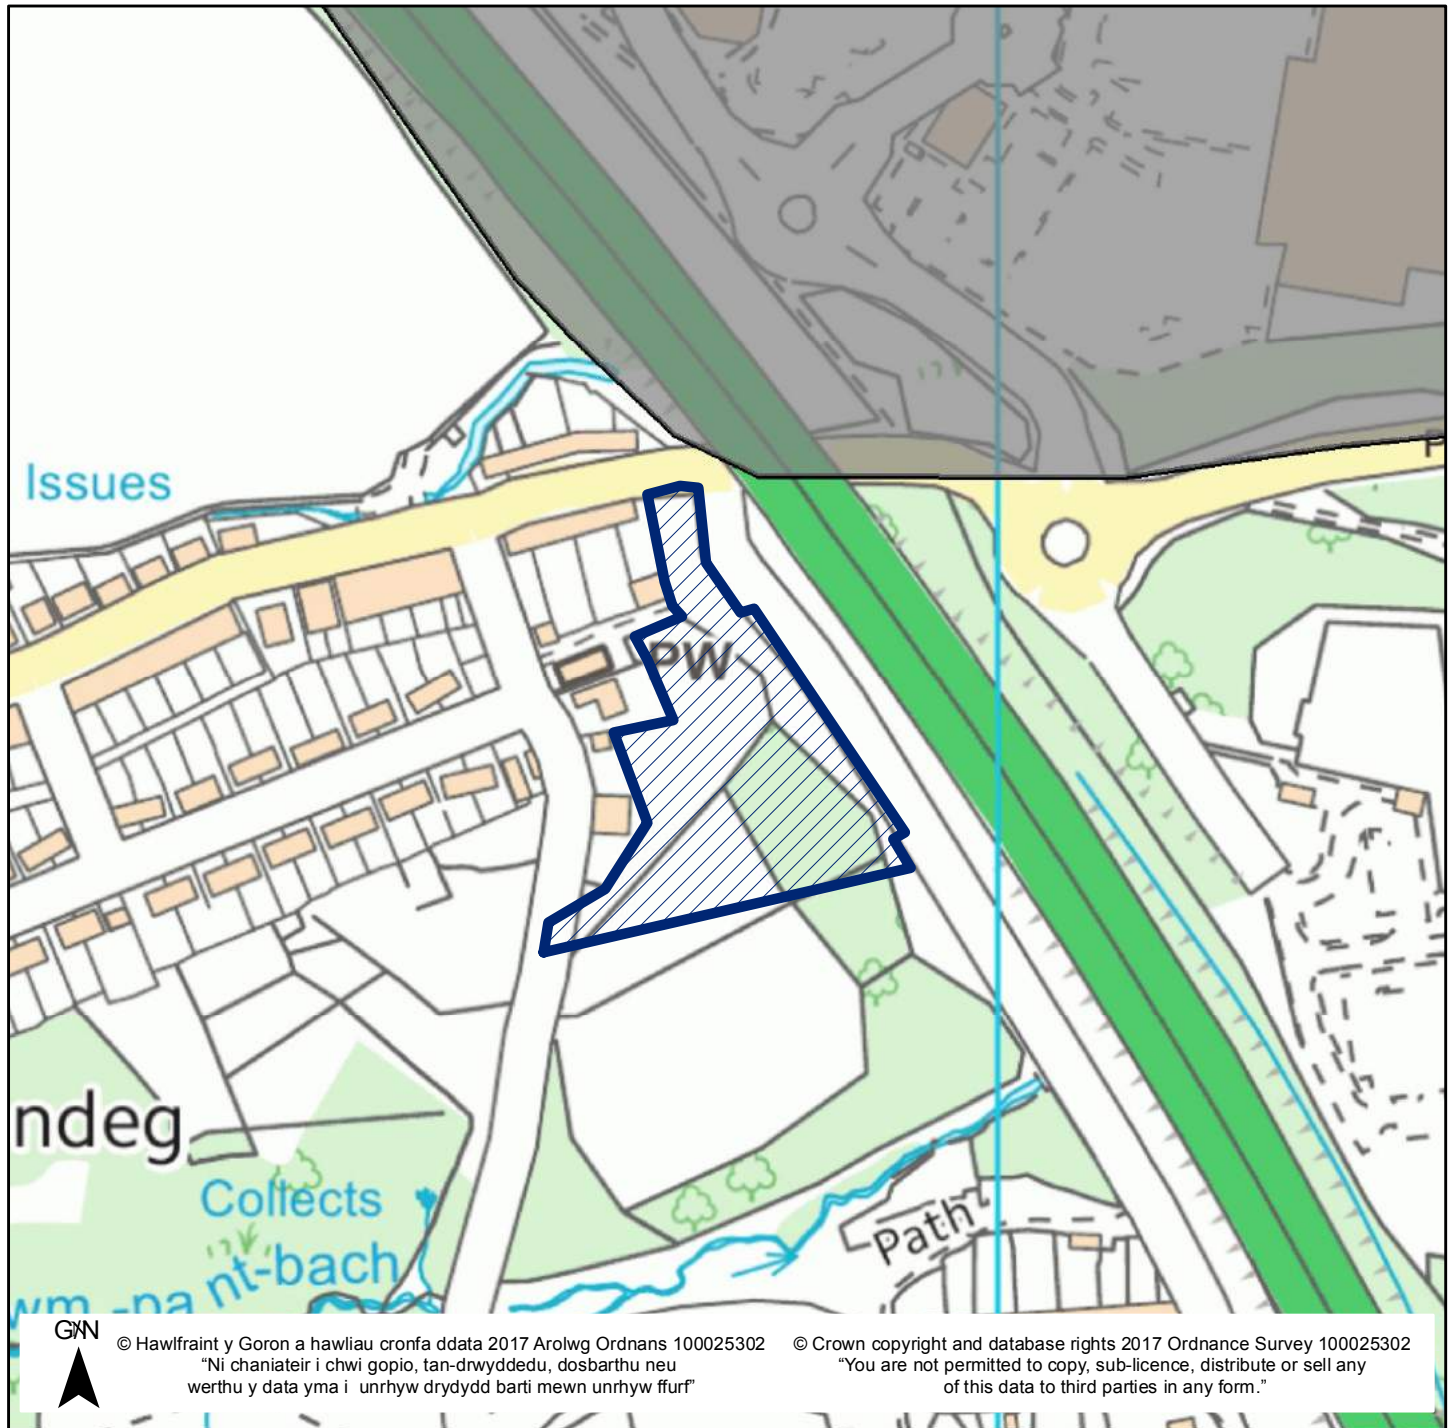 Issues
PW
ndeg
Collects
nt-bach
wm -pa
Path
G/N
© Hawlfraint y Goron a hawliau cronfa ddata 2017 Arolwg Ordnans 100025302
“Ni chaniateir i chwi gopio, tan-drwyddedu, dosbarthu neu
werthu y data yma i unrhyw drydydd barti mewn unrhyw ffurf”
© Crown copyright and database rights 2017 Ordnance Survey 100025302
“You are not permitted to copy, sub-licence, distribute or sell any
of this data to third parties in any form.”